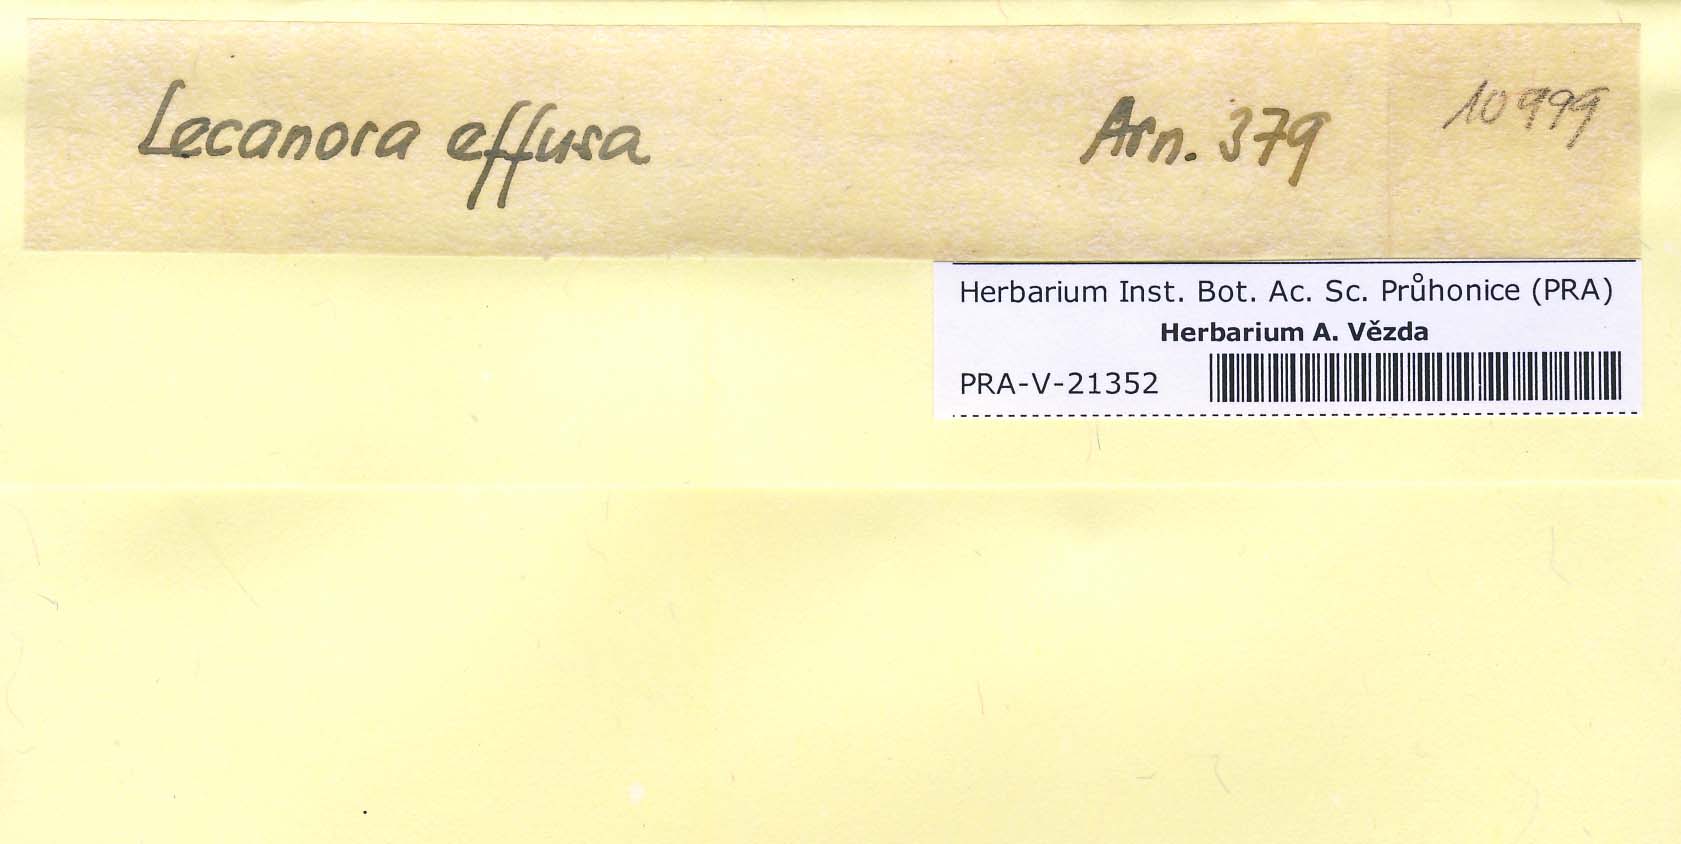 Lecanora effusa Arn. 379 10999
Herbarium Inst. Bot. Ac. Sc. Průhonice (PRA)
Herbarium A. Vězda
PRA-V-21352